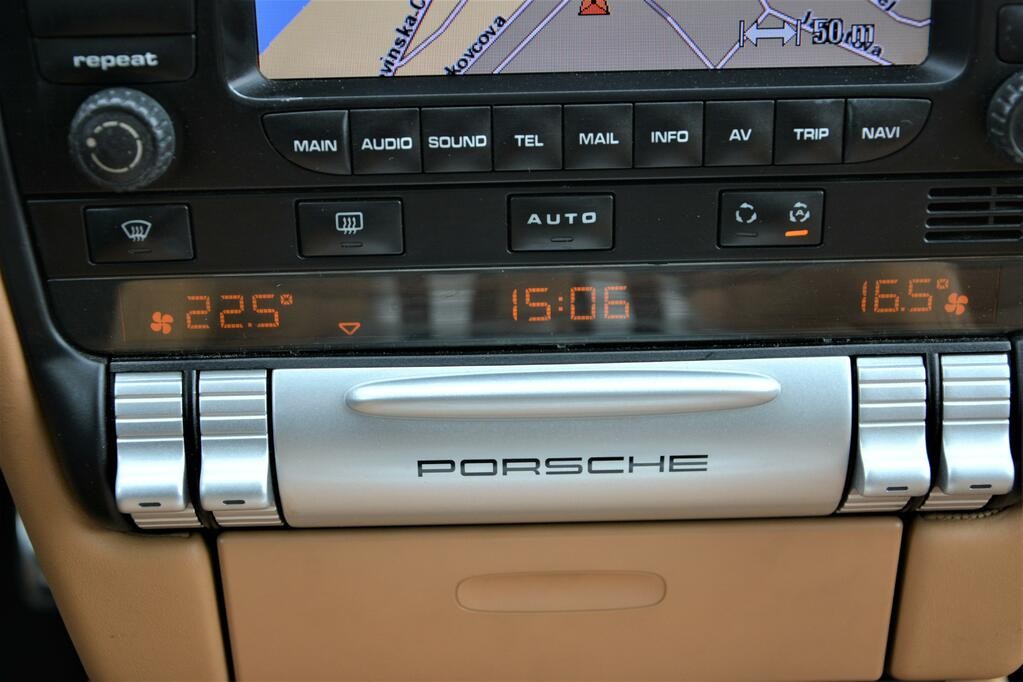 repeat
50 m
MAIN AUDIO SOUND TEL MAIL INFO AV TRIP NAVI
AUTO
A
22.5° 15:06 16.5°
PORSCHE